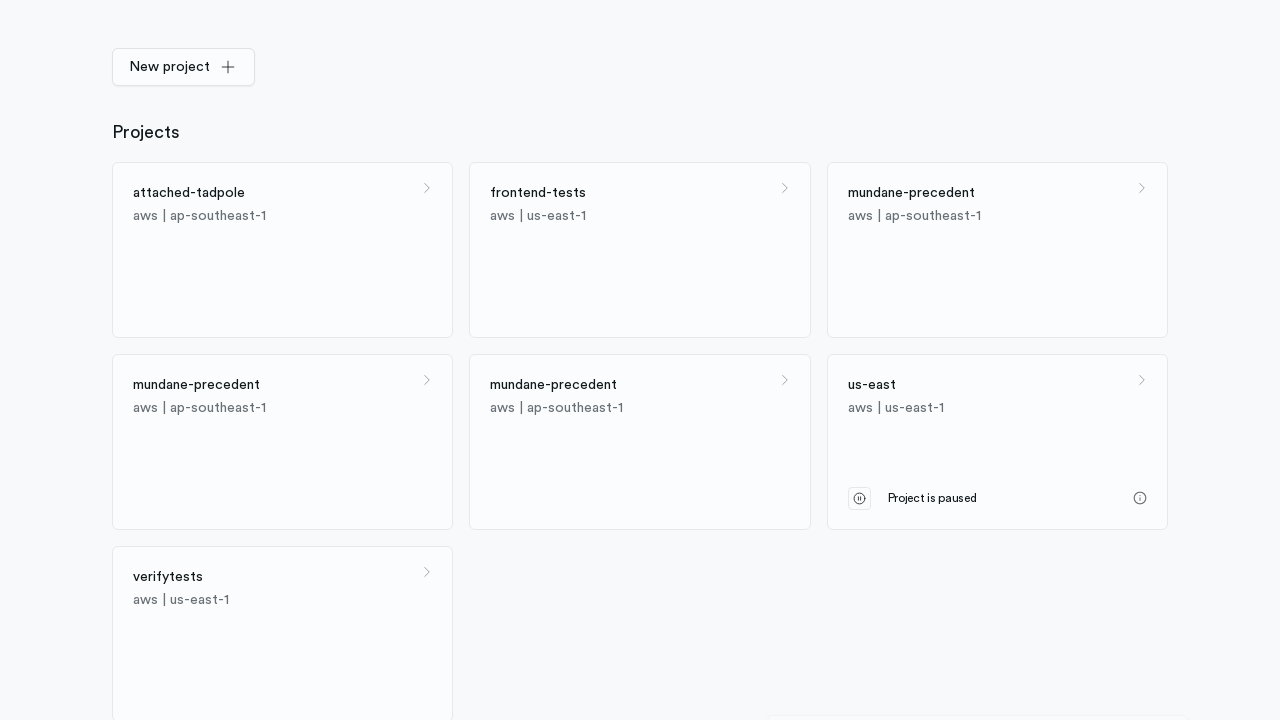 New project
Projects
attached-tadpole
aws | ap-southeast-1
frontend-tests
aws | us-east-1
mundane-precedent
aws | ap-southeast-1
mundane-precedent
aws | ap-southeast-1
mundane-precedent
aws | ap-southeast-1
us-east
aws | us-east-1
Project is paused
verifytests
aws | us-east-1